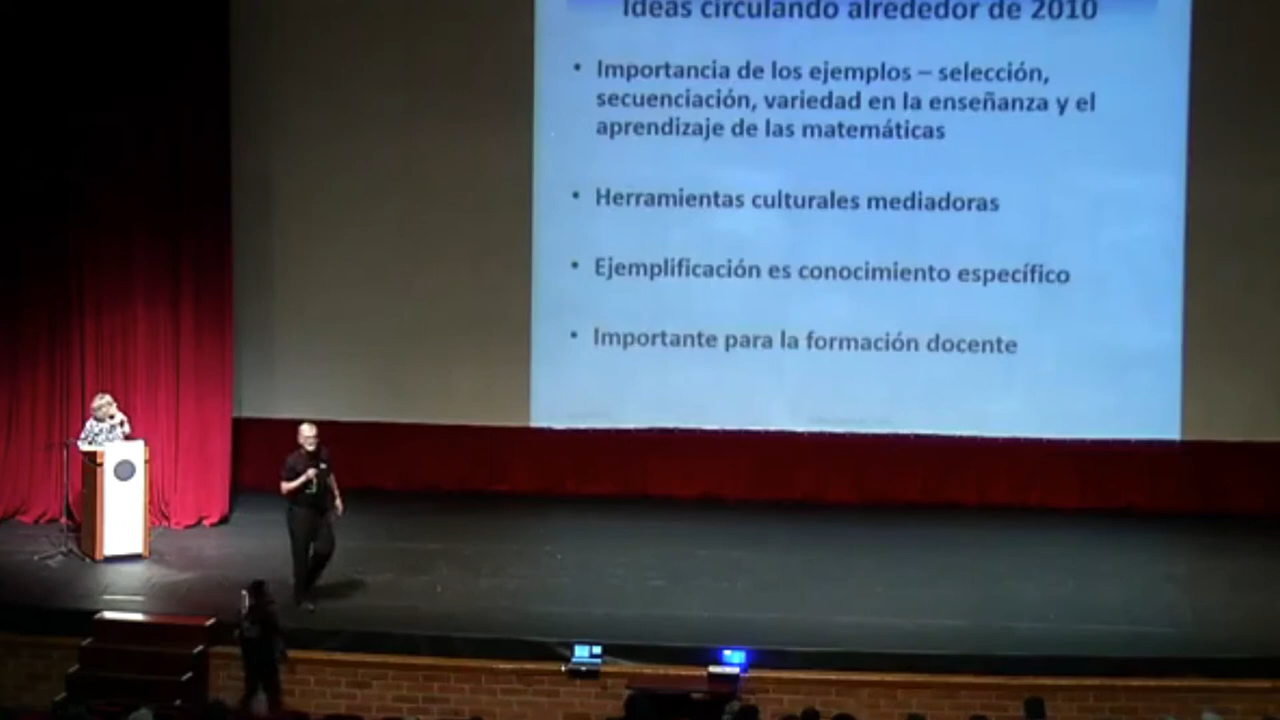 Ideas circulando alrededor de 2010
• Importancia de los ejemplos – selección,
secuenciación, variedad en la enseñanza y el
aprendizaje de las matemáticas
• Herramientas culturales mediadoras
• Ejemplificación es conocimiento específico
• Importante para la formación docente